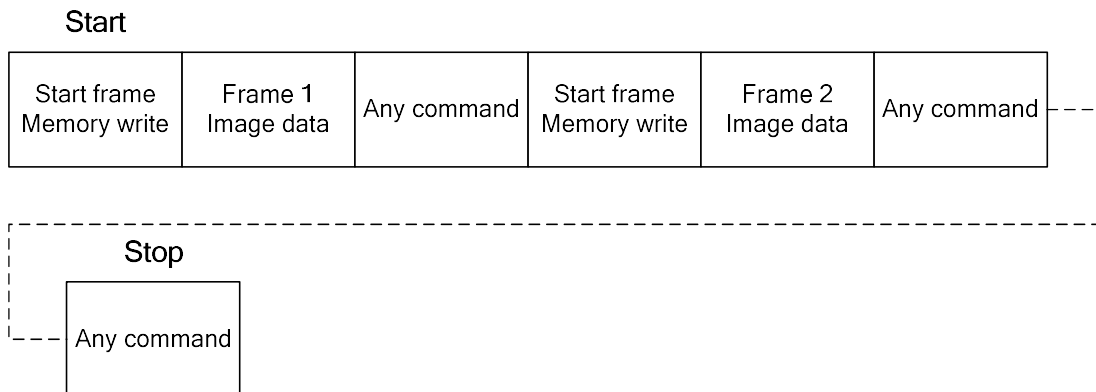 Start
Start frame
Memory write
Frame 1
Image data
Any command
Start frame
Memory write
Frame 2
Image data
Any command
Stop
Any command